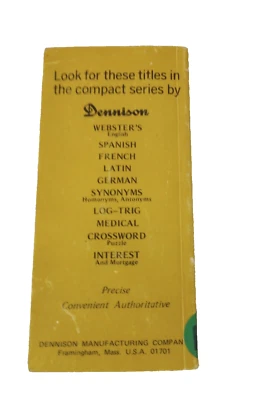 Look for these titles in
the compact series by
Dennison
WEBSTER'S
English
SPANISH
FRENCH
LATIN
GERMAN
SYNONYMS
Homonyms, Antonyms
LOG-TRIG
MEDICAL
CROSSWORD
Puzzle
INTEREST
And Mortgage
Precise
Convenient Authoritative
DENNISON MANUFACTURING COMPAN
Framingham, Mass. U.S.A. 01701